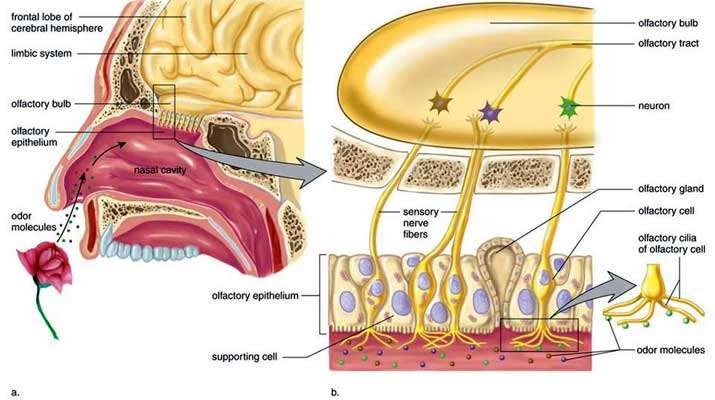 frontal lobe of
cerebral hemisphere
limbic system
olfactory bulb
olfactory
epithelium
nasal cavity
odor
molecules
a.
olfactory bulb
olfactory tract
neuron
olfactory gland
sensory
nerve
fibers
olfactory cell
olfactory cilia
of olfactory cell
olfactory epithelium
supporting cell
odor molecules
b.